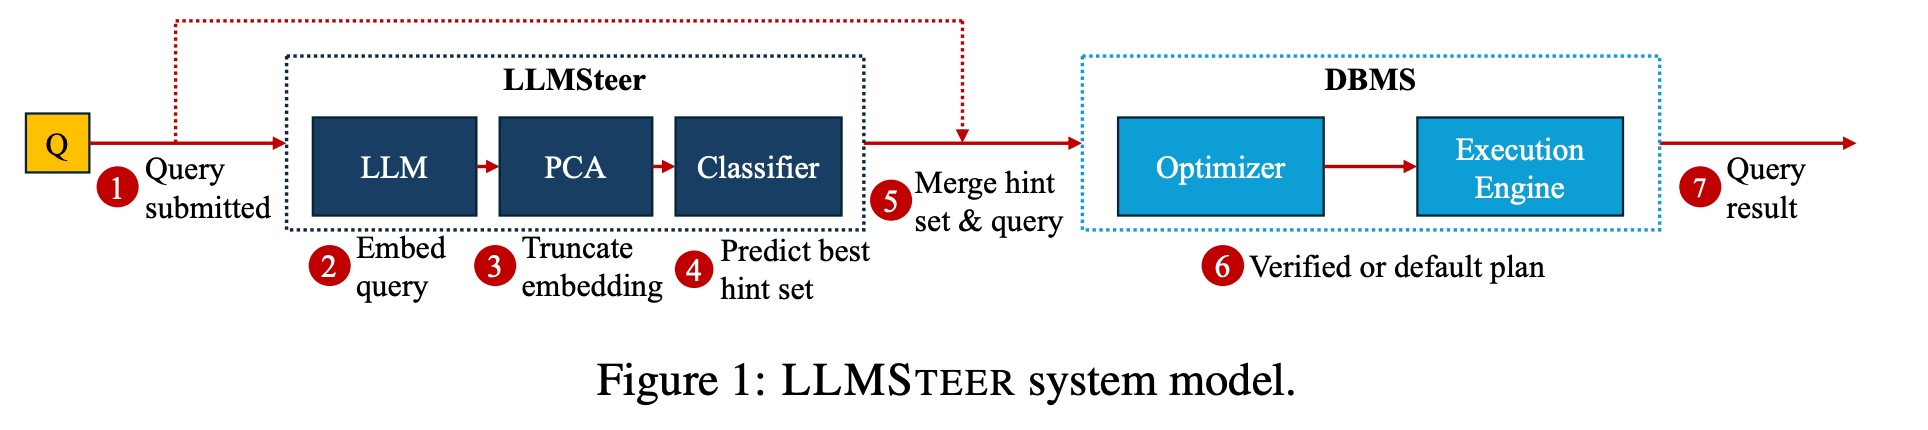 LLMSteer
DBMS
Q
LLM
PCA
Classifier
Optimizer
Execution
Engine
1 Query
submitted
2 Embed
query
3 Truncate
embedding
4 Predict best
hint set
5 Merge hint
set & query
6 Verified or default plan
7 Query
result
Figure 1: LLMSTEER system model.